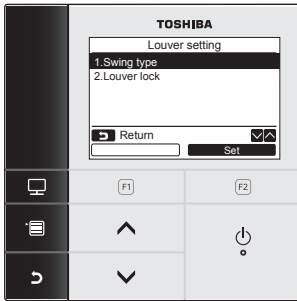 TOSHIBA
Louver setting
1.Swing type
2.Louver lock
Return
Set
F1
F2